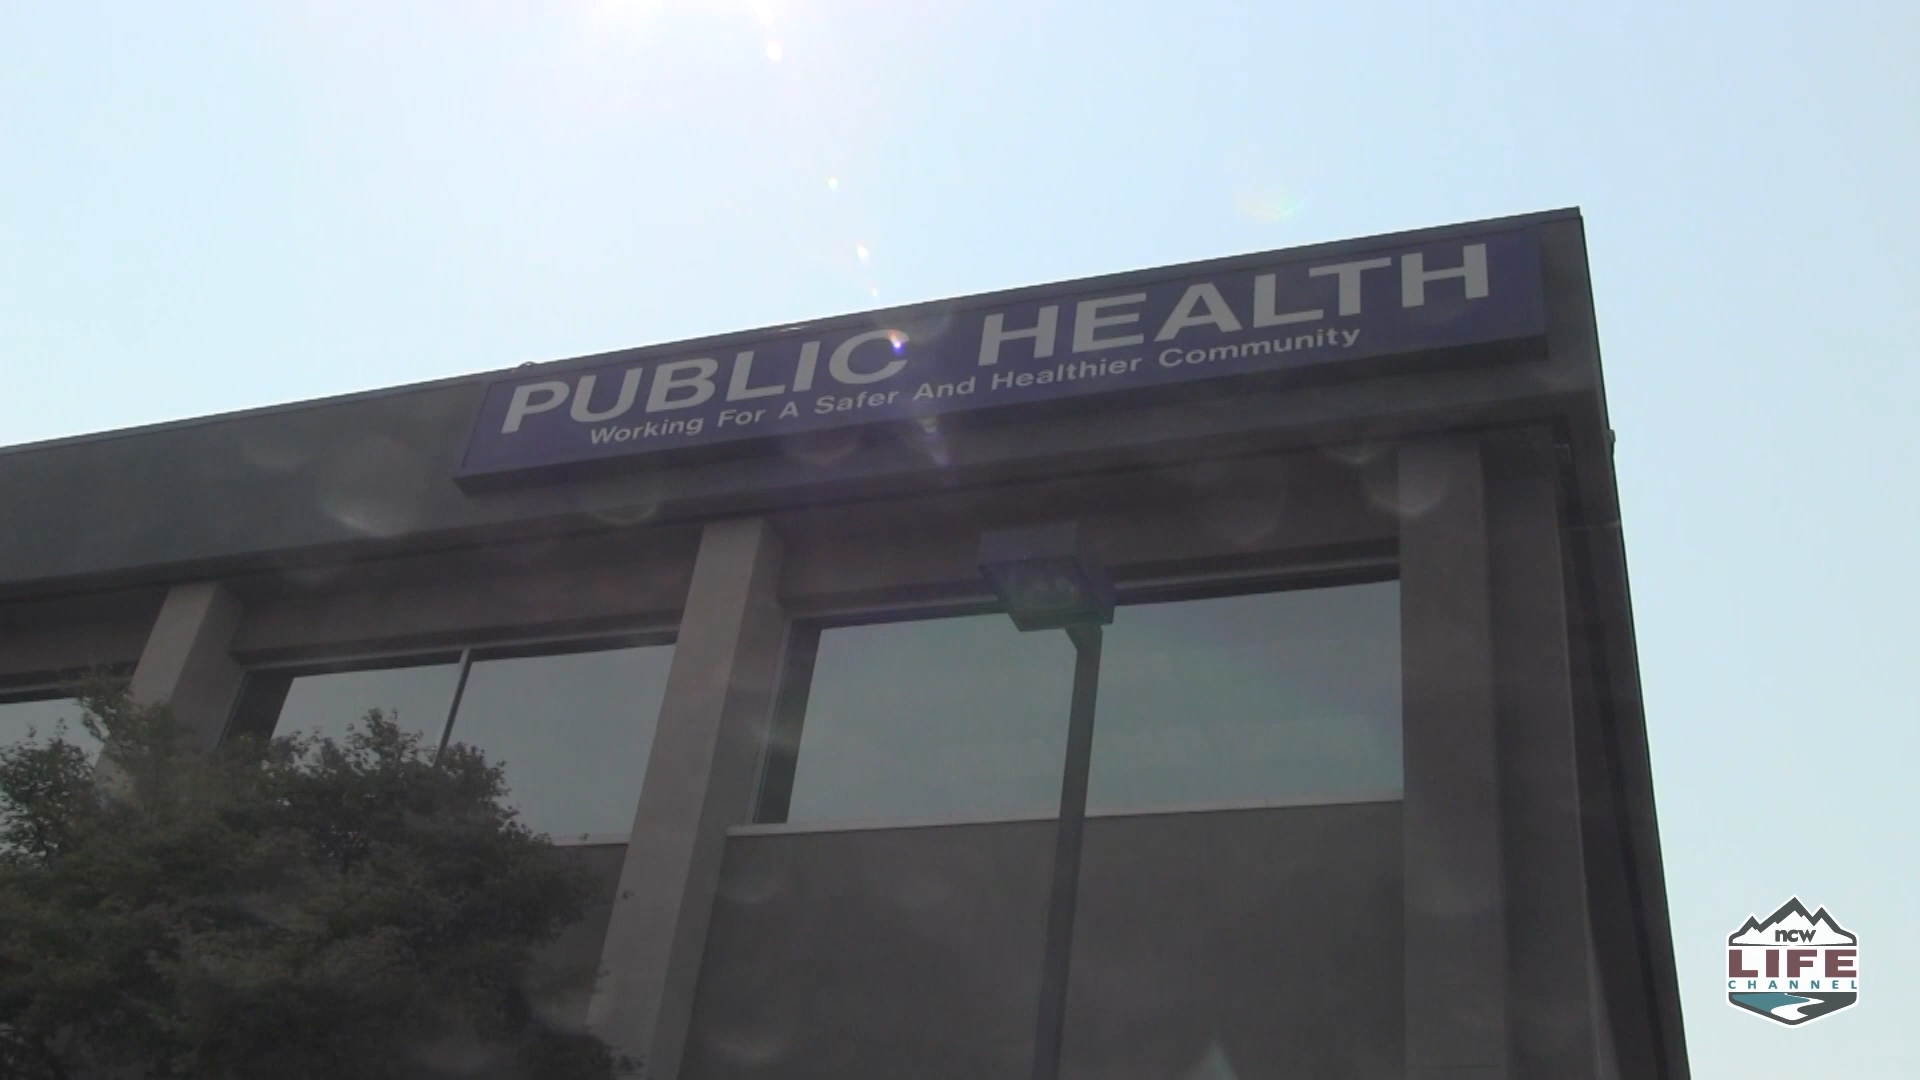 PUBLIC HEALTH
Working For A Safer And Healthier Community
ncw
LIFE
CHANNEL